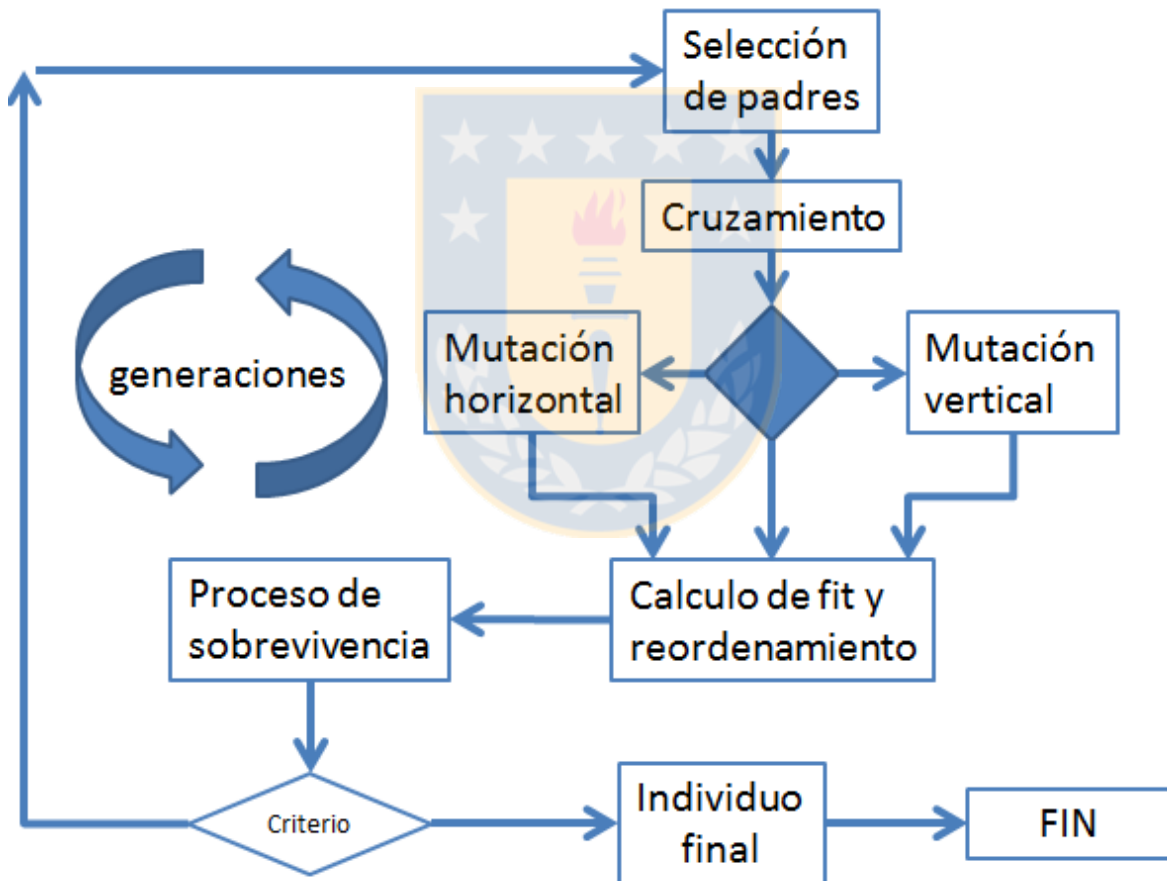 Selección
de padres
Cruzamiento
Mutación
horizontal
Mutación
vertical
generaciones
Calculo de fit y
reordenamiento
Proceso de
sobrevivencia
Criterio
Individuo
final
FIN